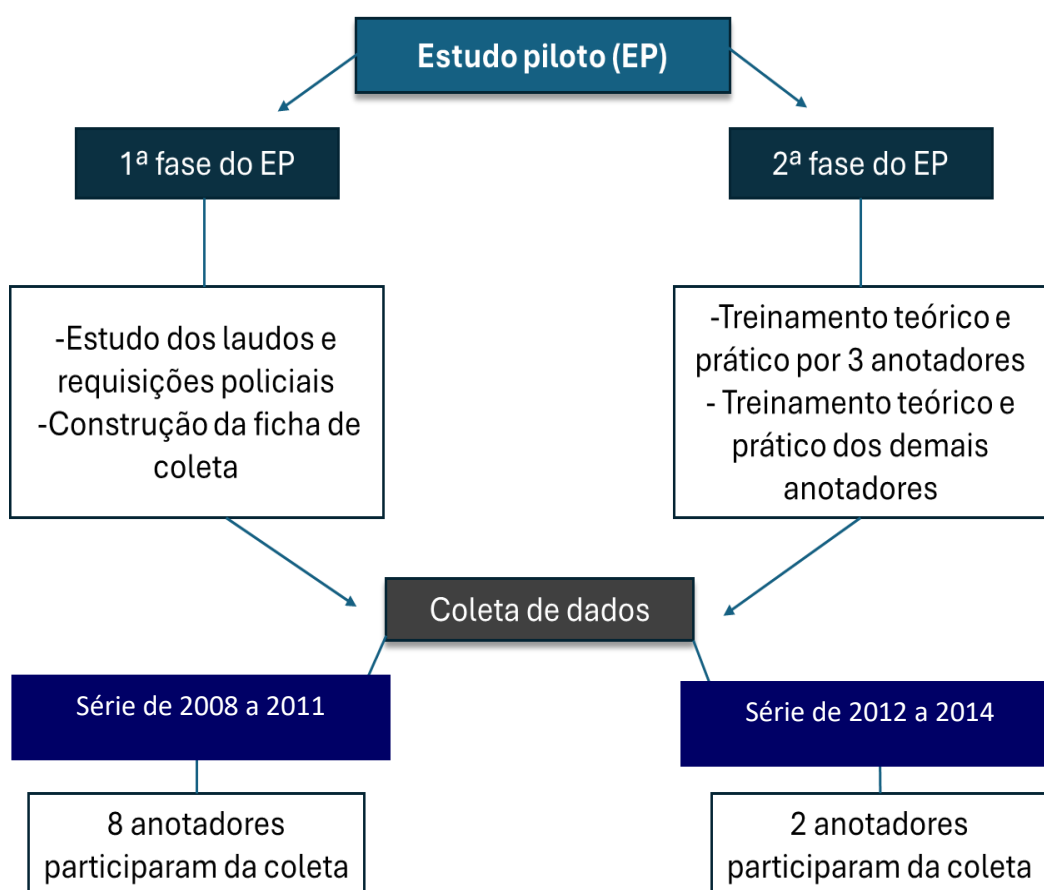 Estudo piloto (EP)
1ª fase do EP
2ª fase do EP
-Estudo dos laudos e
requisições policiais
-Construção da ficha de
coleta
-Treinamento teórico e
prático por 3 anotadores
- Treinamento teórico e
prático dos demais
anotadores
Coleta de dados
Série de 2008 a 2011
Série de 2012 a 2014
8 anotadores
participaram da coleta
2 anotadores
participaram da coleta